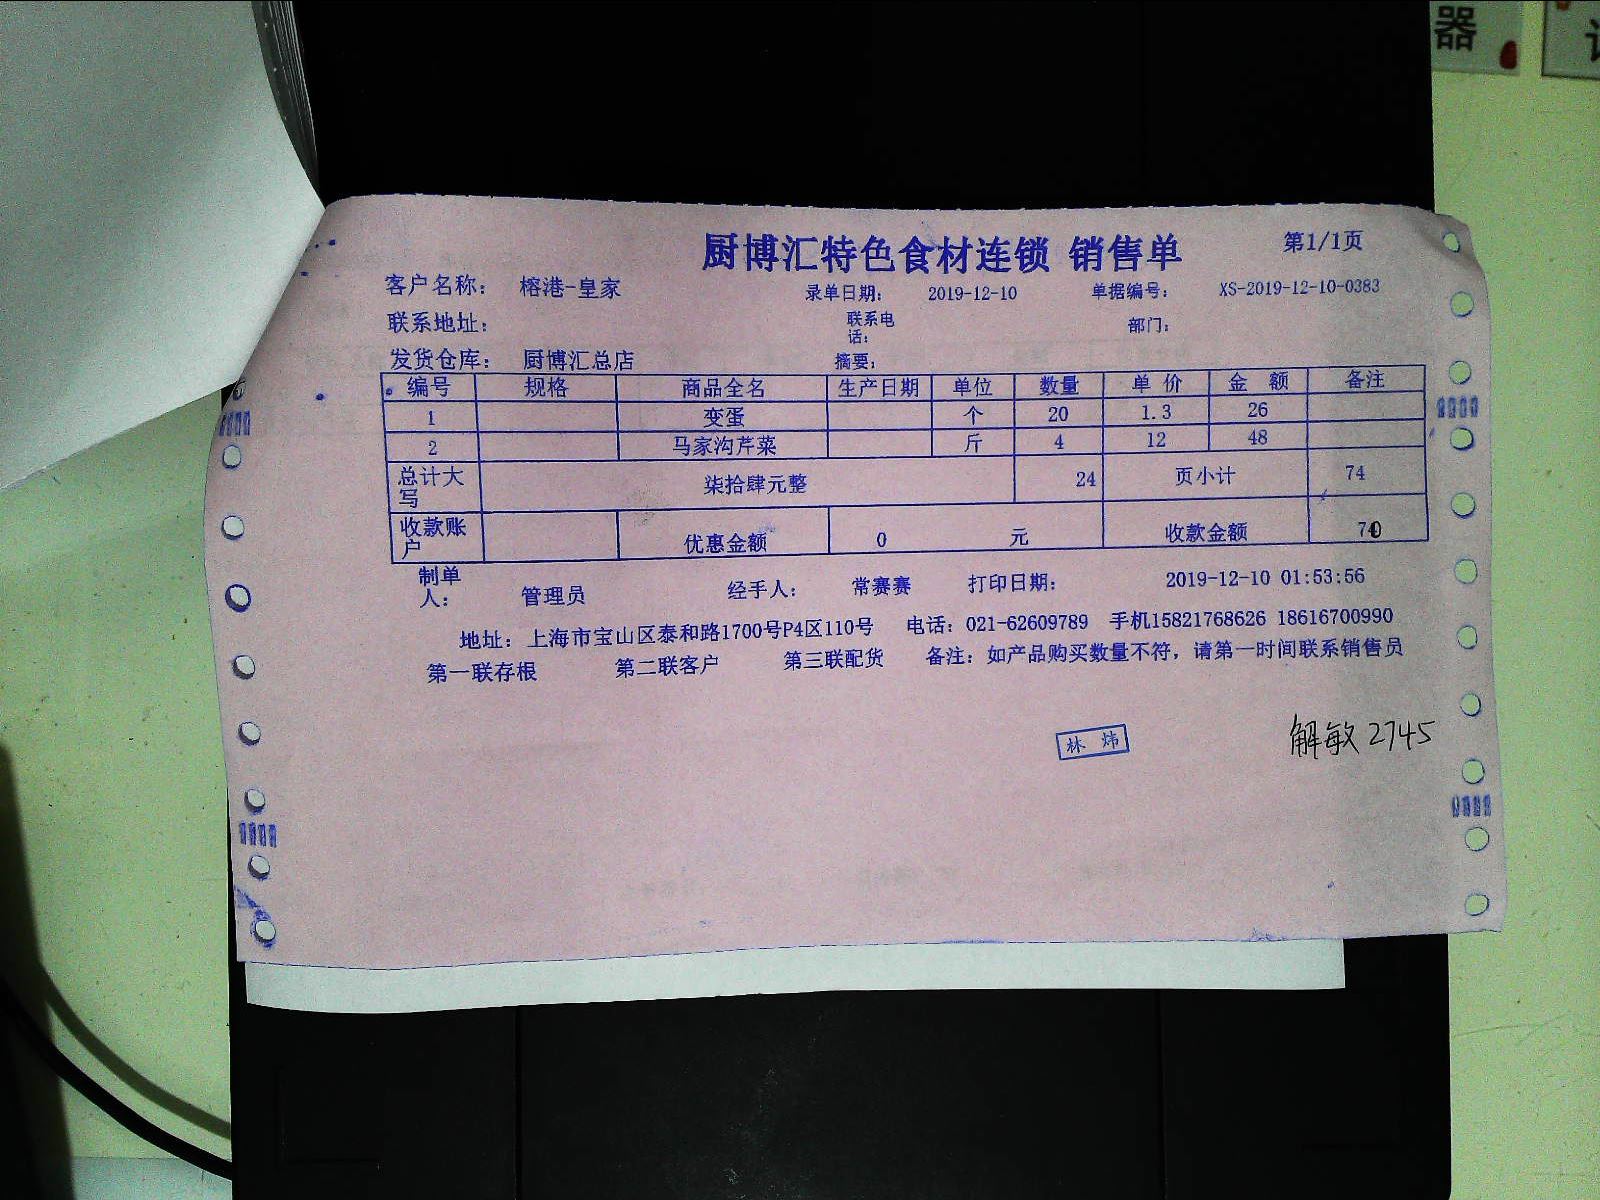 器
厨博汇特色食材连锁 销售单 第1/1页
客户名称： 榕港-皇家 录单日期： 2019-12-10 单据编号： XS-2019-12-10-0383
联系地址： 联系电话： 部门：
发货仓库： 厨博汇总店 摘要：
编号 规格 商品全名 生产日期 单位 数量 单 价 金 额 备注
1 变蛋 个 20 1.3 26
2 马家沟芹菜 斤 4 12 48
总计大写 柒拾肆元整 24 页小计 74
收款账户 优惠金额 0 元 收款金额 70
制单人： 管理员 经手人： 常赛赛 打印日期： 2019-12-10 01:53:56
地址：上海市宝山区泰和路1700号P4区110号 电话：021-62609789 手机15821768626 18616700990
第一联存根 第二联客户 第三联配货 备注：如产品购买数量不符，请第一时间联系销售员
林 炜
解敏 2745